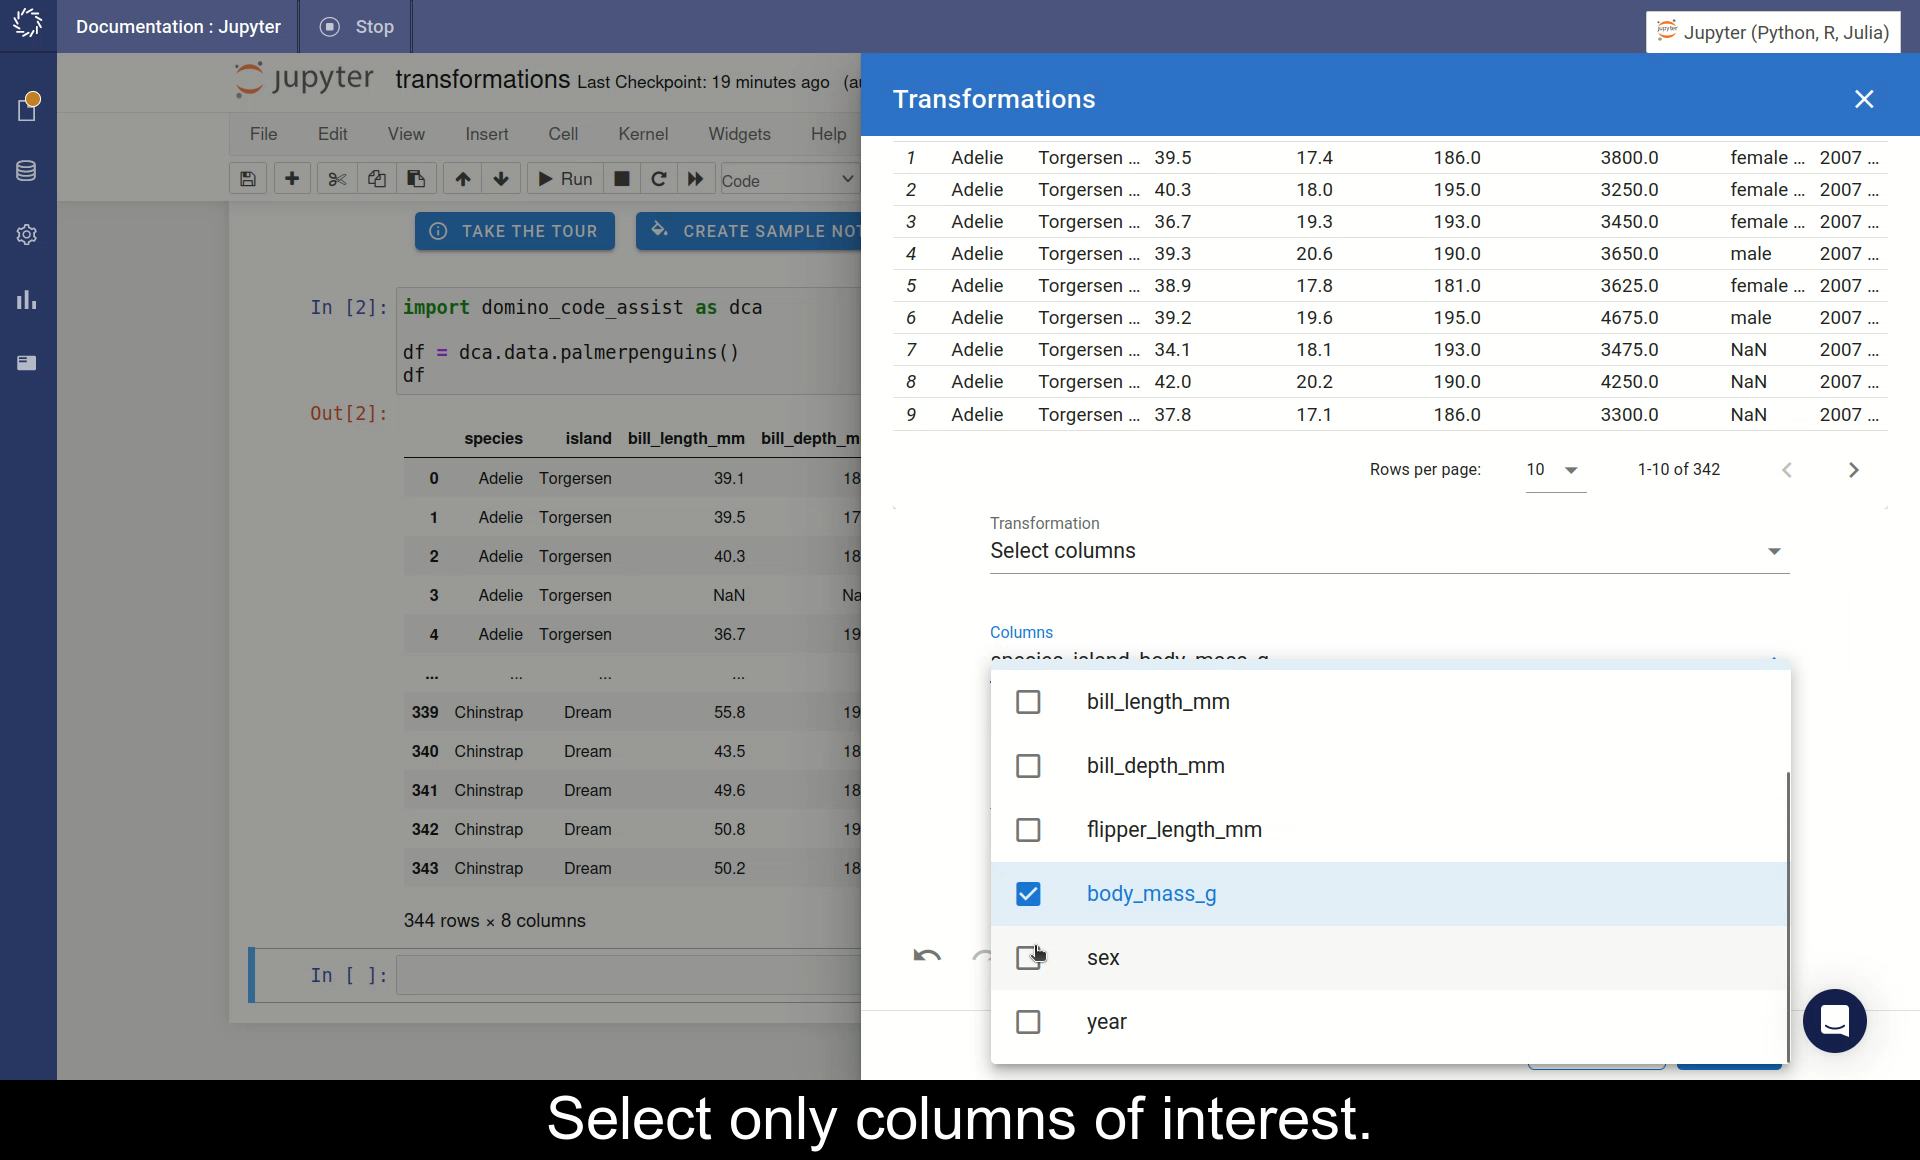 Documentation : Jupyter
Stop
Jupyter (Python, R, Julia)
jupyter transformations Last Checkpoint: 19 minutes ago (au
File Edit View Insert Cell Kernel Widgets Help
Run
Code
TAKE THE TOUR
CREATE SAMPLE NOT
In [2]: import domino_code_assist as dca
df = dca.data.palmerpenguins()
df
Out[2]:
species island bill_length_mm bill_depth_m
0 Adelie Torgersen 39.1 18
1 Adelie Torgersen 39.5 17
2 Adelie Torgersen 40.3 18
3 Adelie Torgersen NaN Na
4 Adelie Torgersen 36.7 19
... ... ... ...
339 Chinstrap Dream 55.8 19
340 Chinstrap Dream 43.5 18
341 Chinstrap Dream 49.6 18
342 Chinstrap Dream 50.8 19
343 Chinstrap Dream 50.2 18
344 rows × 8 columns
In [ ]:
Transformations
1 Adelie Torgersen ... 39.5 17.4 186.0 3800.0 female ... 2007 ...
2 Adelie Torgersen ... 40.3 18.0 195.0 3250.0 female ... 2007 ...
3 Adelie Torgersen ... 36.7 19.3 193.0 3450.0 female ... 2007 ...
4 Adelie Torgersen ... 39.3 20.6 190.0 3650.0 male 2007 ...
5 Adelie Torgersen ... 38.9 17.8 181.0 3625.0 female ... 2007 ...
6 Adelie Torgersen ... 39.2 19.6 195.0 4675.0 male 2007 ...
7 Adelie Torgersen ... 34.1 18.1 193.0 3475.0 NaN 2007 ...
8 Adelie Torgersen ... 42.0 20.2 190.0 4250.0 NaN 2007 ...
9 Adelie Torgersen ... 37.8 17.1 186.0 3300.0 NaN 2007 ...
Rows per page: 10 1-10 of 342
Transformation
Select columns
Columns
species, island, body_mass_g
bill_length_mm
bill_depth_mm
flipper_length_mm
body_mass_g
sex
year
Select only columns of interest.